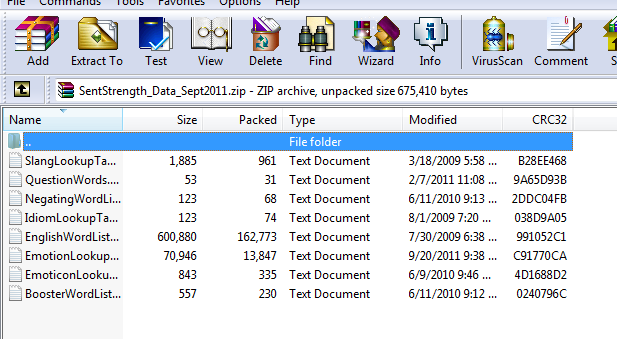 File Commands Tools Favorites Options Help
Add Extract To Test View Delete Find Wizard Info VirusScan Comment S
SentStrength_Data_Sept2011.zip - ZIP archive, unpacked size 675,410 bytes
Name Size Packed Type Modified CRC32
.. File folder
SlangLookupTa... 1,885 961 Text Document 3/18/2009 5:58 ... B28EE468
QuestionWords.... 53 31 Text Document 2/7/2011 11:08 ... 9A65D93B
NegatingWordLi... 123 68 Text Document 6/11/2010 9:13 ... 2DDC04FB
IdiomLookupTa... 123 74 Text Document 8/1/2009 7:20 ... 038D9A05
EnglishWordList... 600,880 162,773 Text Document 7/30/2009 6:38 ... 991052C1
EmotionLookup... 70,946 13,847 Text Document 9/20/2011 9:38 ... C91770CA
EmoticonLooku... 843 335 Text Document 6/9/2010 9:46 ... 4D1688D2
BoosterWordList... 557 230 Text Document 6/11/2010 9:12 ... 0240796C